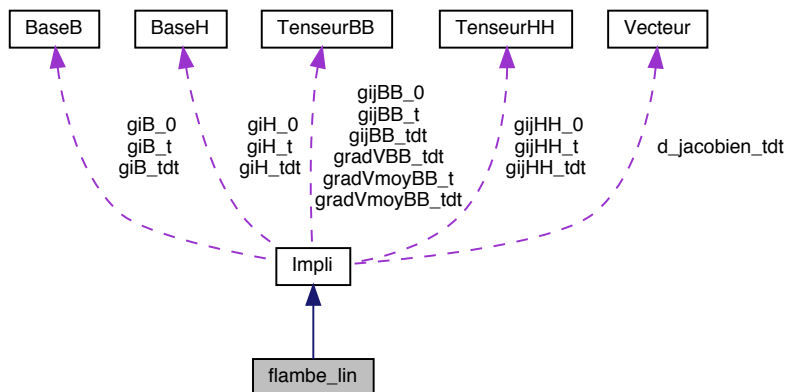 BaseB
BaseH
TenseurBB
TenseurHH
Vecteur
giB_0
giB_t
giB_tdt
giH_0
giH_t
giH_tdt
gijBB_0
gijBB_t
gijBB_tdt
gradVBB_tdt
gradVmoyBB_t
gradVmoyBB_tdt
gijHH_0
gijHH_t
gijHH_tdt
d_jacobien_tdt
Impli
flambe_lin